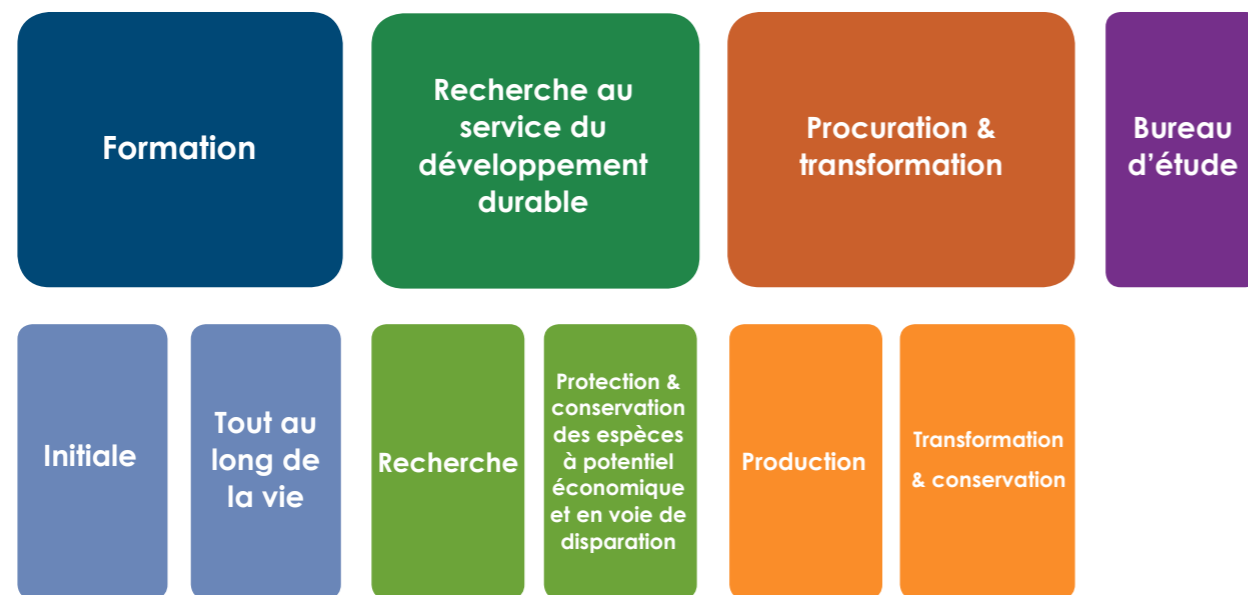 Formation
Recherche au
service du
développement
durable
Procuration &
transformation
Bureau
d'étude
Initiale
Tout au
long de
la vie
Recherche
Protection &
conservation
des espèces
à potentiel
économique
et en voie de
disparation
Production
Transformation
& conservation